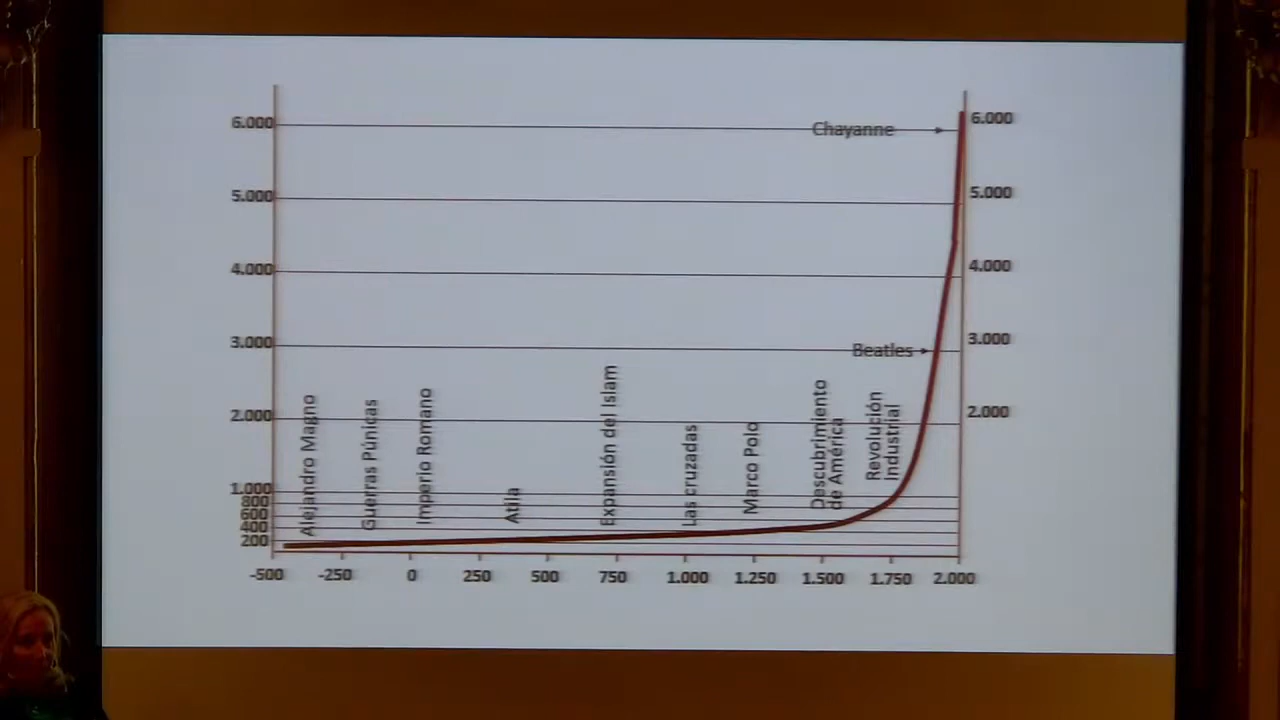 6.000
Chayanne
6.000
5.000
5.000
4.000
4.000
3.000
Beatles
3.000
2.000
2.000
1.000
800
600
400
200
Alejandro Magno
Guerras Púnicas
Imperio Romano
Atila
Expansión del Islam
Las cruzadas
Marco Polo
Descubrimiento
de América
Revolución
Industrial
-500 -250 0 250 500 750 1.000 1.250 1.500 1.750 2.000